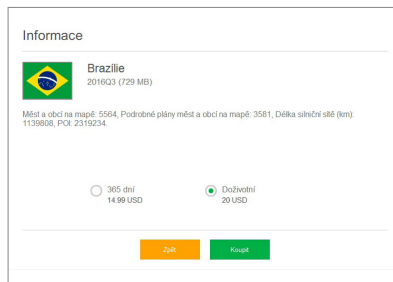 Informace
Brazílie
2016Q3 (729 MB)
Měst a obcí na mapě: 5564, Podrobné plány měst a obcí na mapě: 3581, Délka silniční sítě (km):
1139808, POI: 2319234.
365 dní
14.99 USD
Doživotní
20 USD
Zpět
Koupit